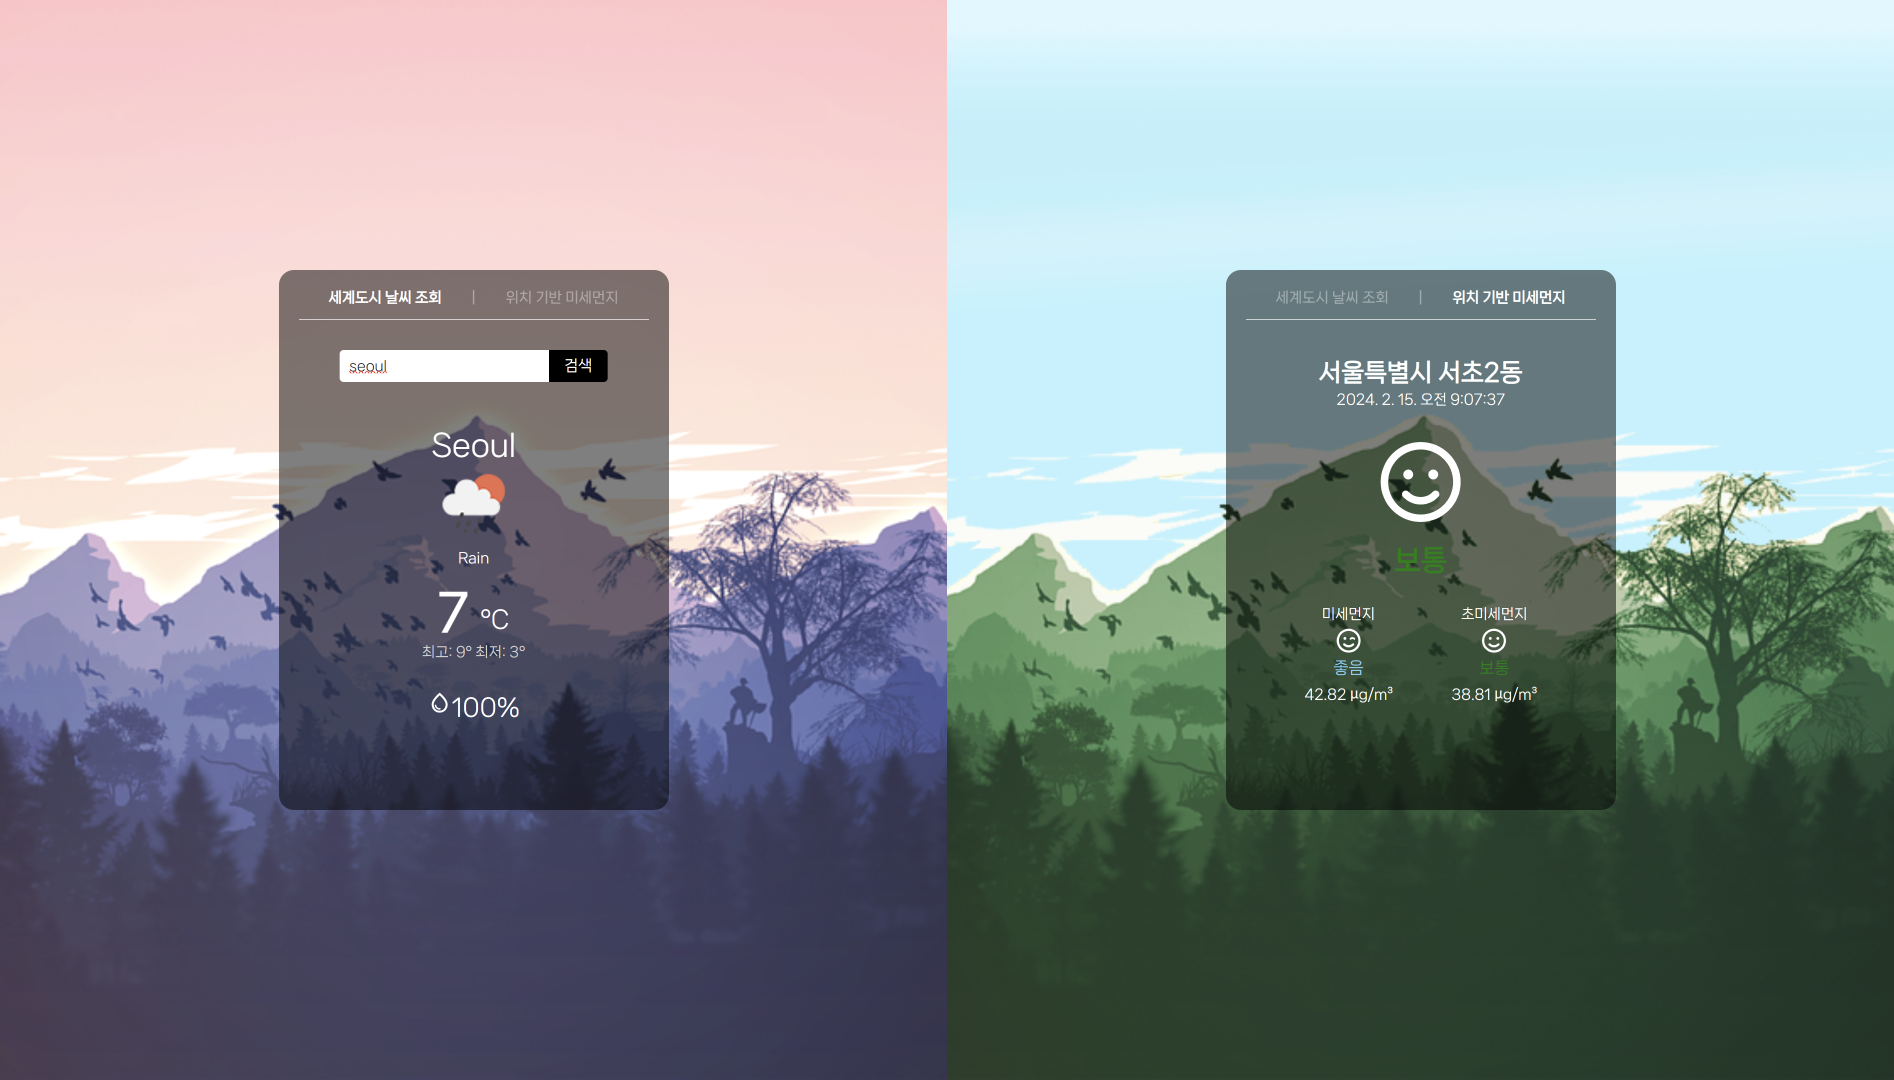 세계도시 날씨 조회 | 위치 기반 미세먼지
seoul 검색
Seoul
Rain
7 °C
최고: 9° 최저: 3°
100%
세계도시 날씨 조회 | 위치 기반 미세먼지
서울특별시 서초2동
2024. 2. 15. 오전 9:07:37
보통
미세먼지 초미세먼지
좋음 보통
42.82 μg/m³ 38.81 μg/m³